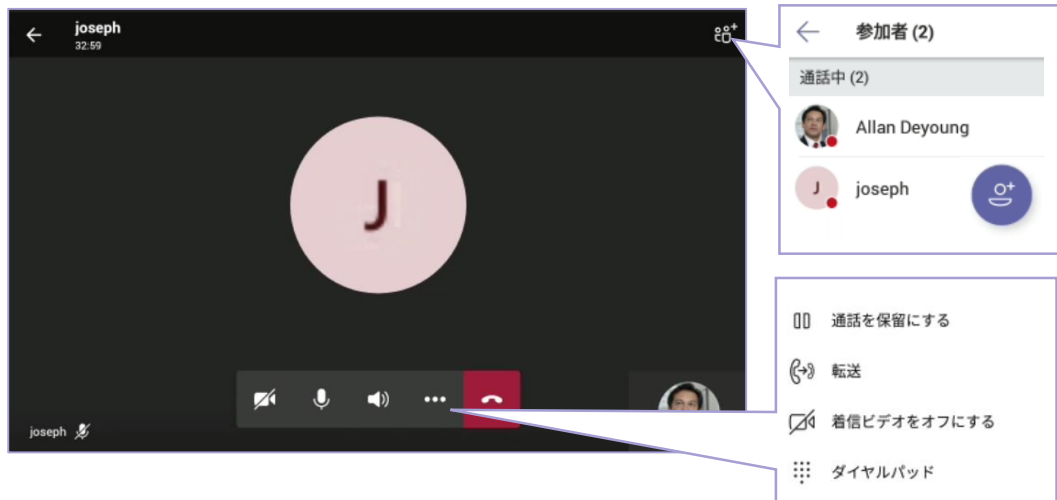 joseph
32:59
J
joseph
参加者 (2)
通話中 (2)
Allan Deyoung
J
joseph
通話を保留にする
転送
着信ビデオをオフにする
ダイヤルパッド